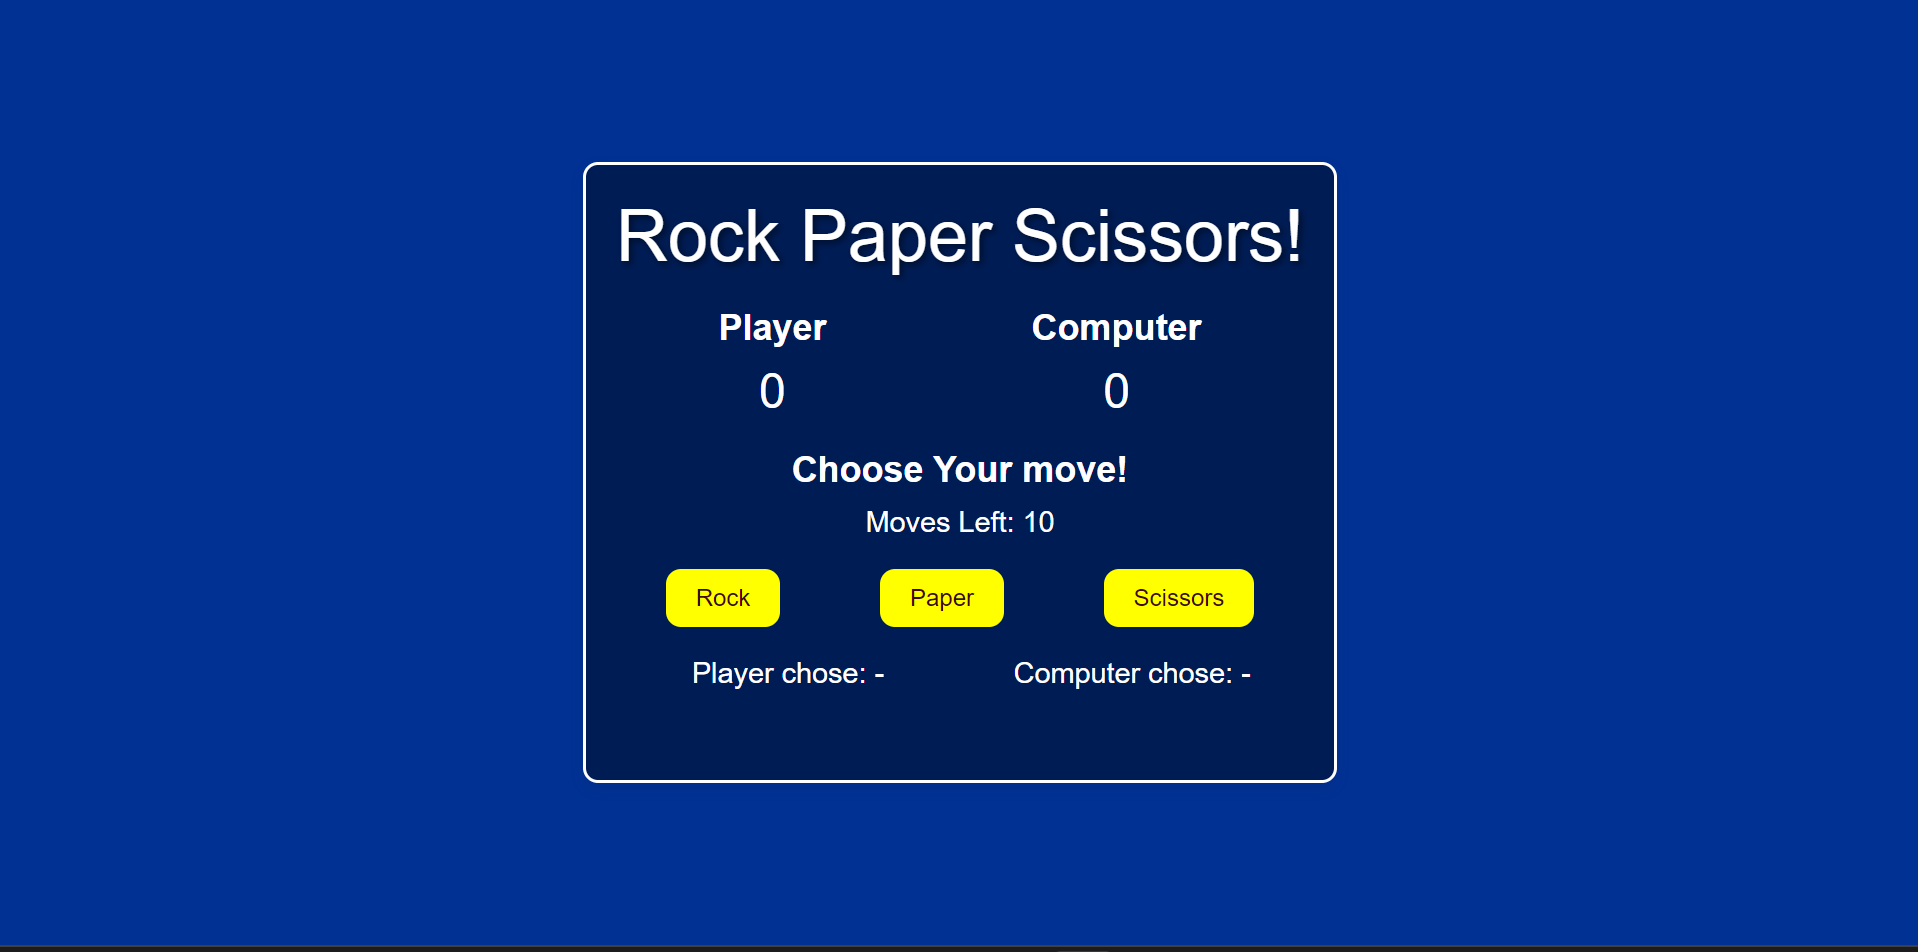 Rock Paper Scissors!
Player Computer
0 0
Choose Your move!
Moves Left: 10
Rock Paper Scissors
Player chose: - Computer chose: -